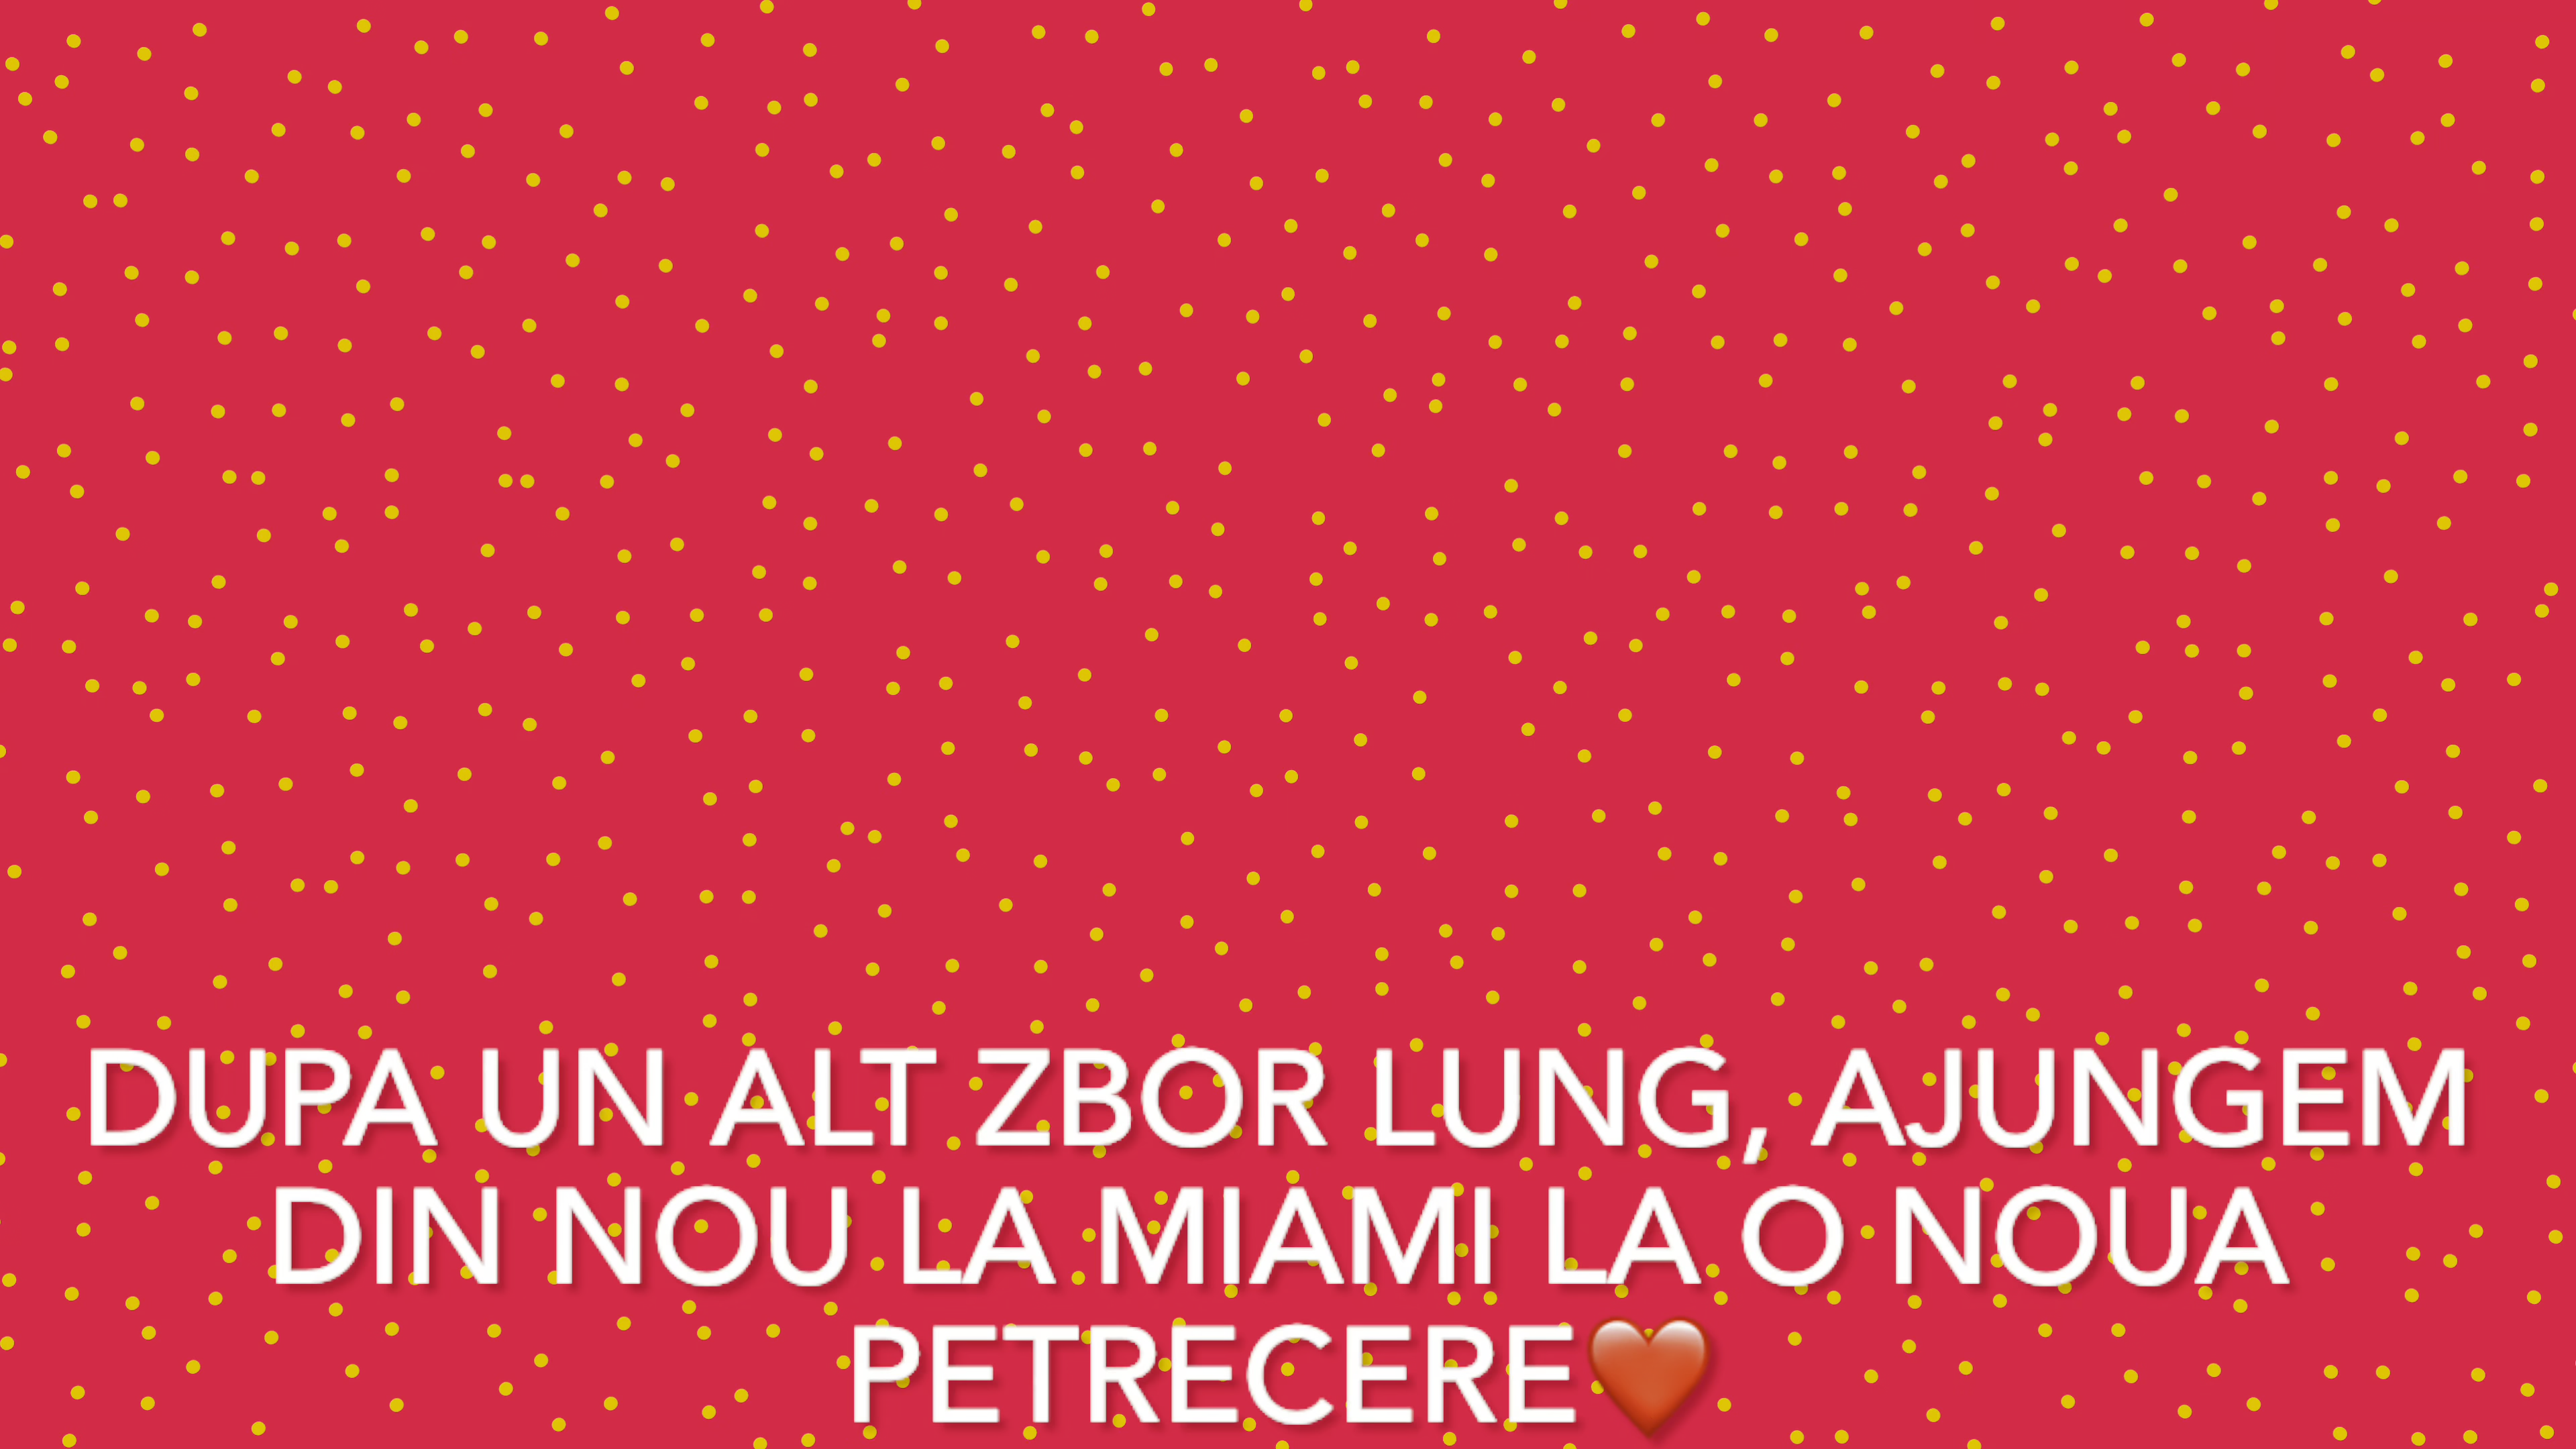 DUPA UN ALT ZBOR LUNG, AJUNGEM
DIN NOU LA MIAMI LA O NOUA
PETRECERE❤️